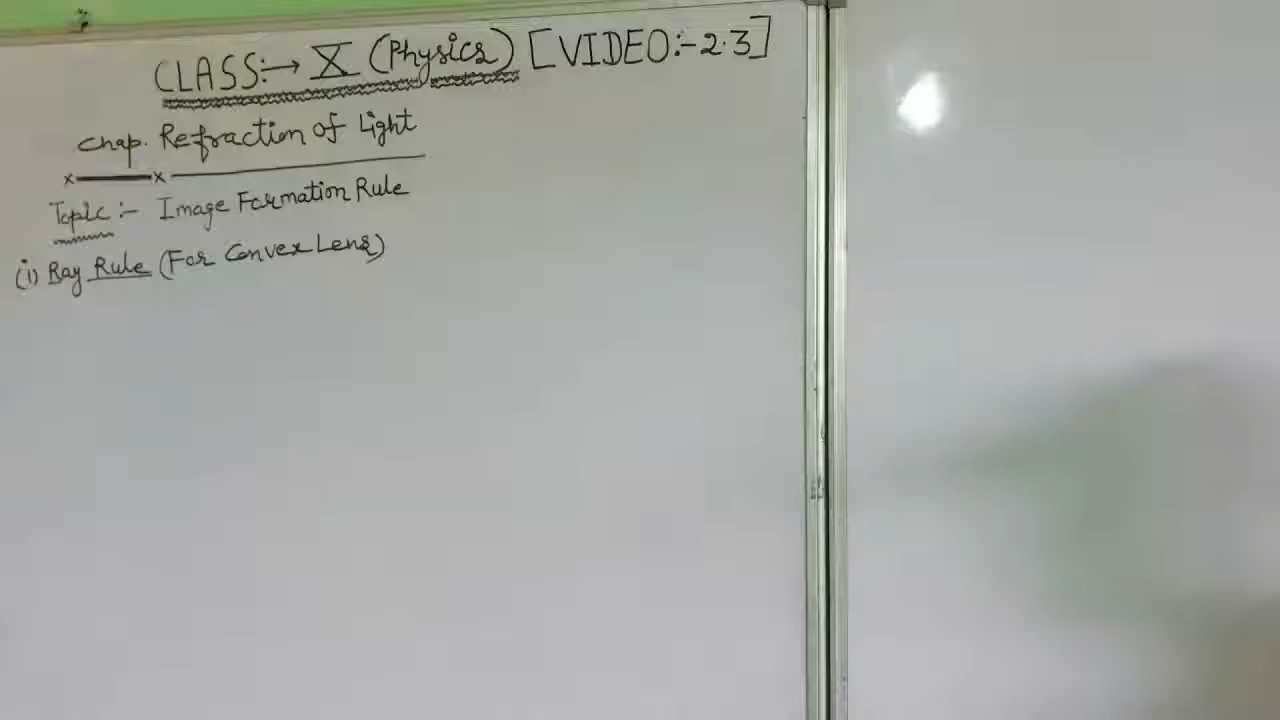 CLASS:→ X (Physics) [VIDEO:-2.3]
Chap. Refraction of Light
x x
Topic :- Image Formation Rule
(i) Ray Rule (For Convex Lens)